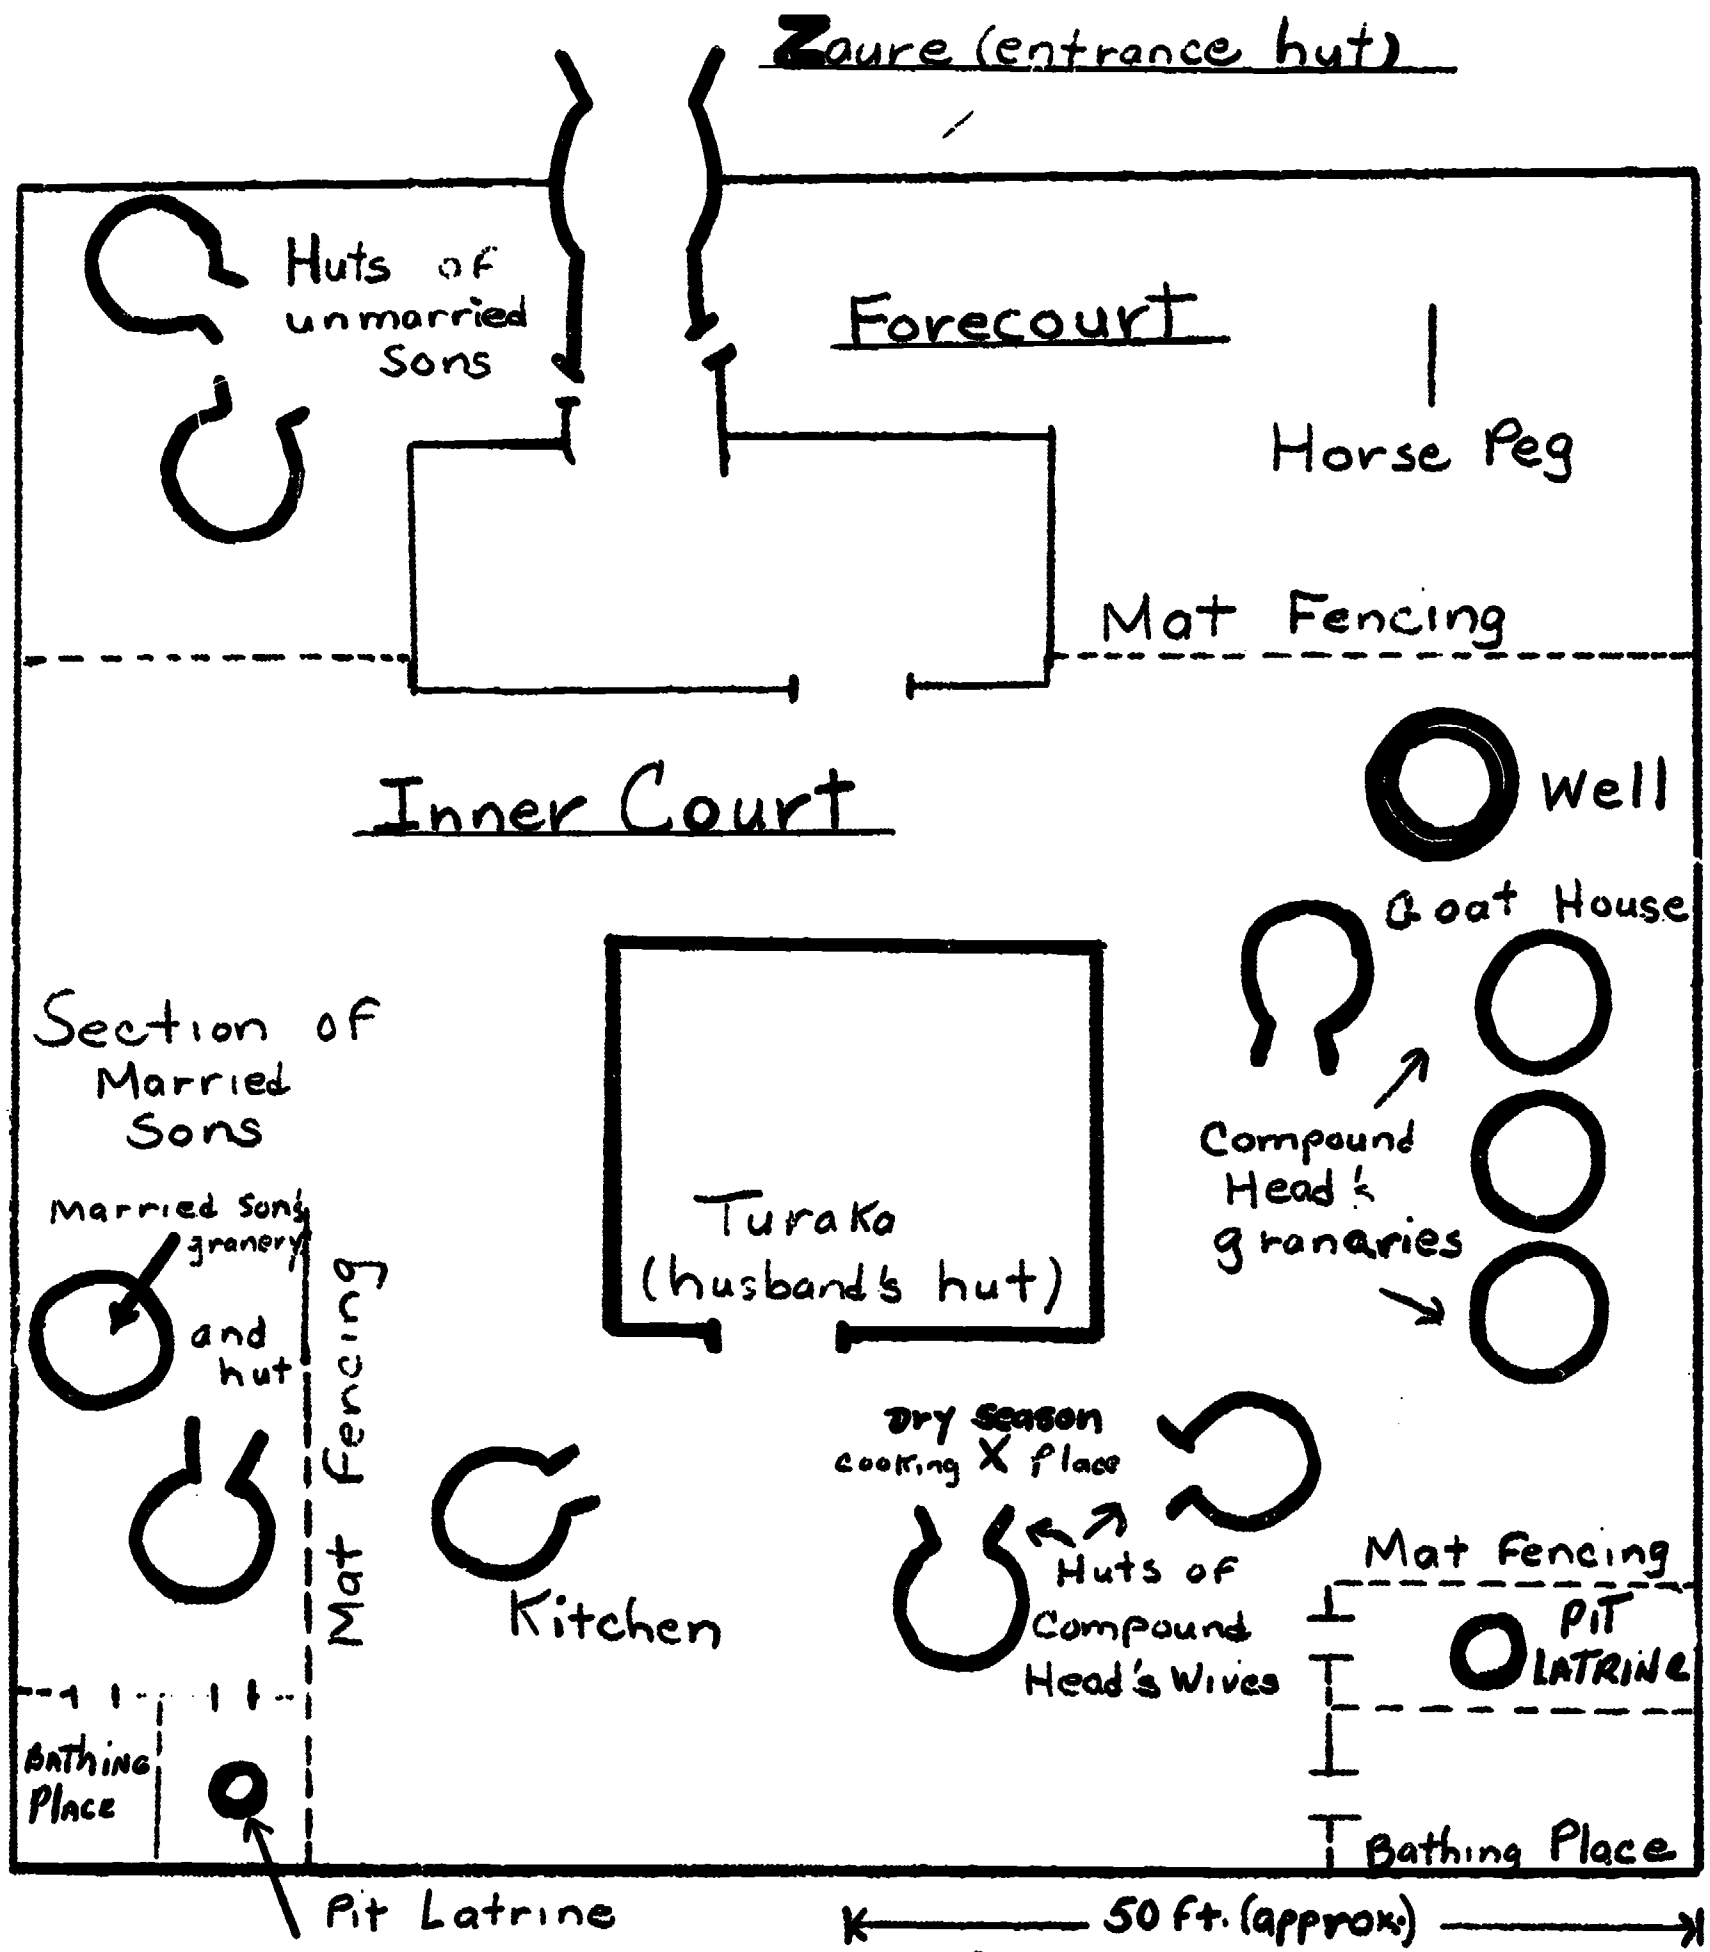 Zaure (entrance hut)
Huts of
unmarried
Sons
Forecourt
Horse Peg
Mat Fencing
Inner Court
Well
Goat House
Section of
Married
Sons
Compound
Head's
granaries
Married Son's
granery
and
hut
Mat Fencing
Turaka
(husband's hut)
Dry season
cooking X Place
Kitchen
Huts of
Compound
Head's Wives
Mat Fencing
PiT
LATRINe
BAThiNG
PlAce
Bathing Place
Pit Latrine
50 ft. (approx.)